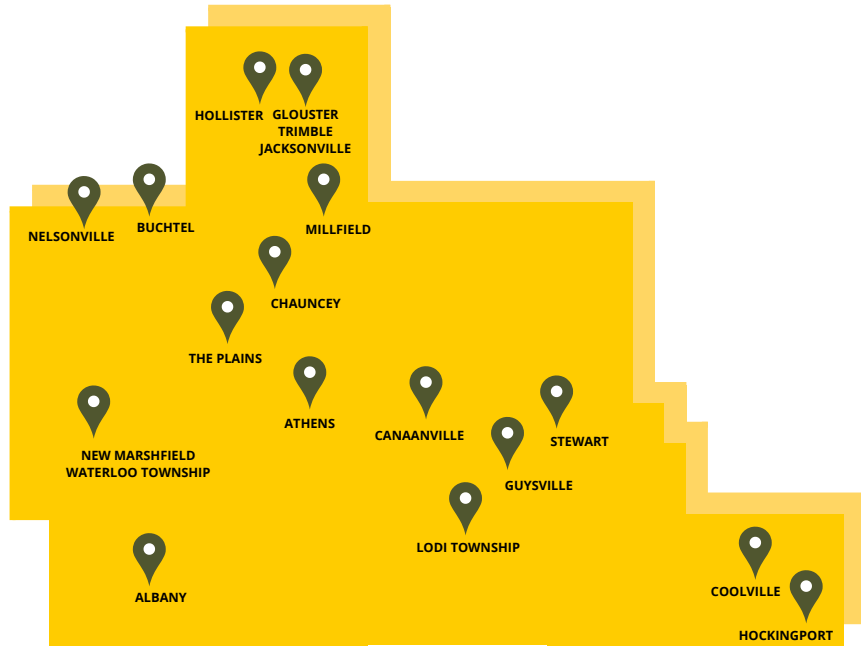 HOLLISTER
GLOUSTER
TRIMBLE
JACKSONVILLE
NELSONVILLE
BUCHTEL
MILLFIELD
CHAUNCEY
THE PLAINS
ATHENS
CANAANVILLE
STEWART
NEW MARSHFIELD
WATERLOO TOWNSHIP
GUYSVILLE
LODI TOWNSHIP
ALBANY
COOLVILLE
HOCKINGPORT